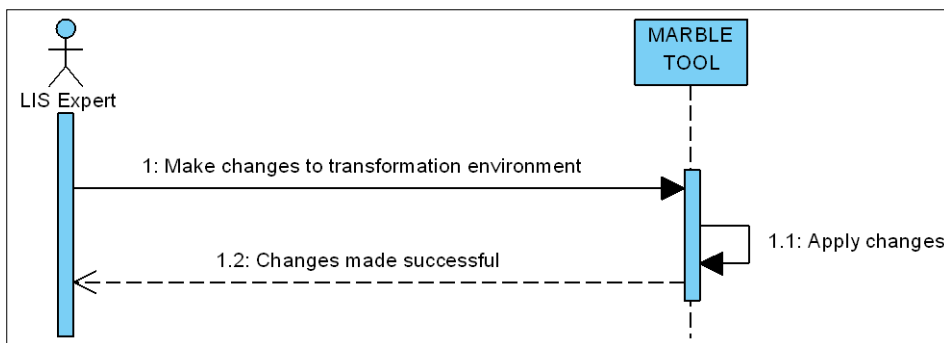 MARBLE
TOOL
LIS Expert
1: Make changes to transformation environment
1.1: Apply changes
1.2: Changes made successful